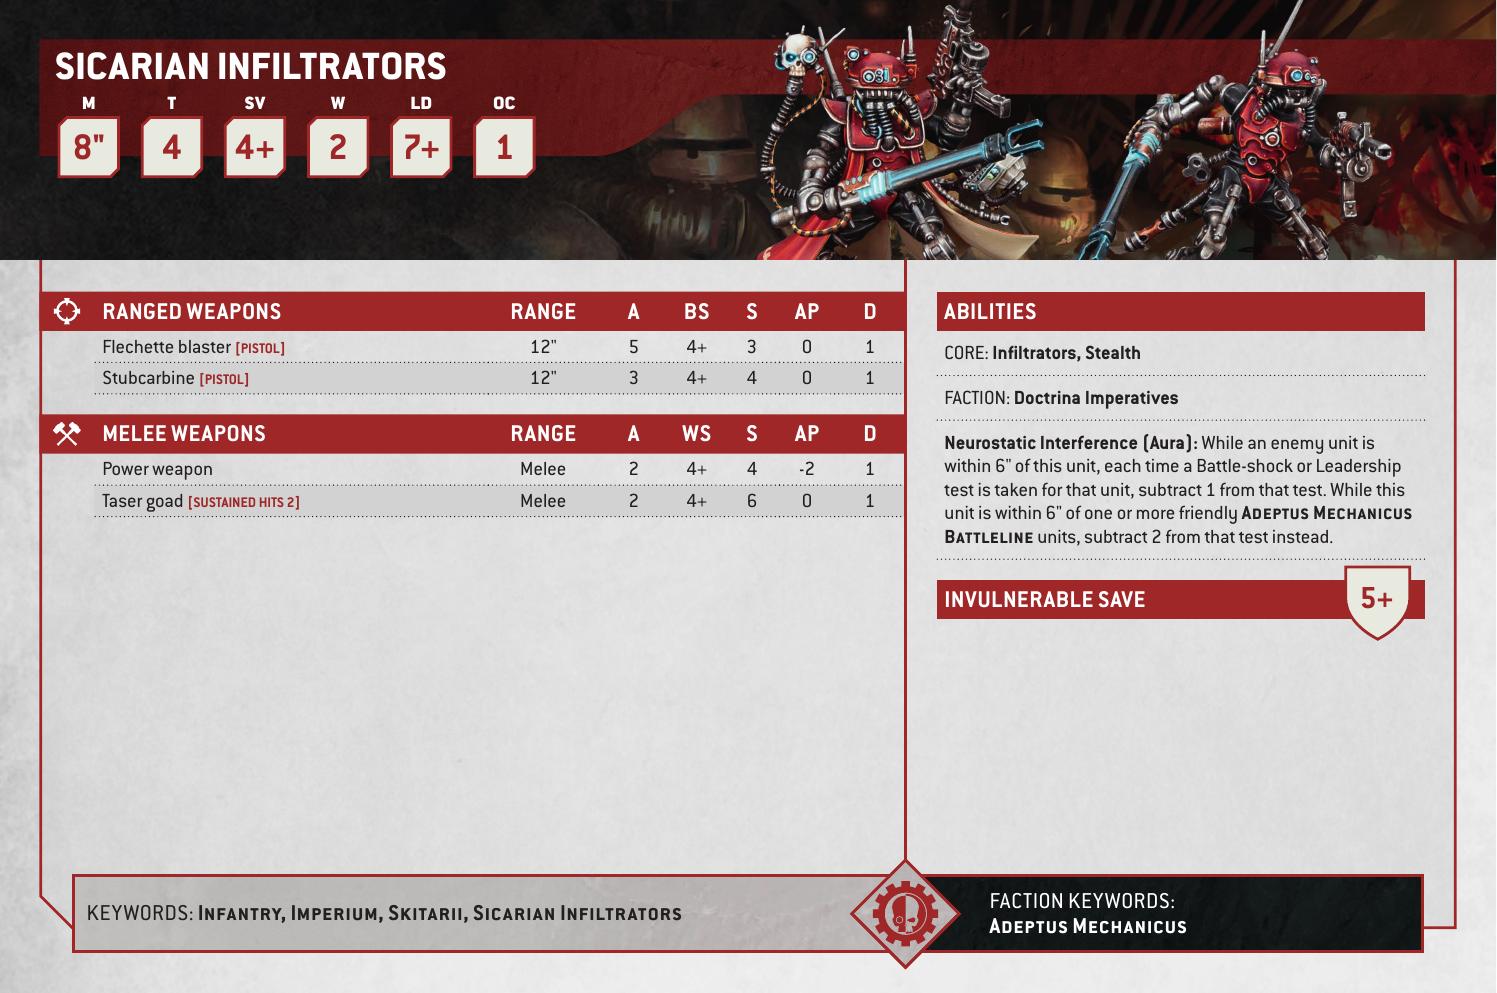 SICARIAN INFILTRATORS
M T SV W LD OC
8" 4 4+ 2 7+ 1
RANGED WEAPONS RANGE A BS S AP D
Flechette blaster [PISTOL] 12" 5 4+ 3 0 1
Stubcarbine [PISTOL] 12" 3 4+ 4 0 1
MELEE WEAPONS RANGE A WS S AP D
Power weapon Melee 2 4+ 4 -2 1
Taser goad [SUSTAINED HITS 2] Melee 2 4+ 6 0 1
ABILITIES
CORE: Infiltrators, Stealth
FACTION: Doctrina Imperatives
Neurostatic Interference (Aura): While an enemy unit is
within 6" of this unit, each time a Battle-shock or Leadership
test is taken for that unit, subtract 1 from that test. While this
unit is within 6" of one or more friendly ADEPTUS MECHANICUS
BATTLELINE units, subtract 2 from that test instead.
INVULNERABLE SAVE 5+
KEYWORDS: INFANTRY, IMPERIUM, SKITARII, SICARIAN INFILTRATORS
FACTION KEYWORDS:
ADEPTUS MECHANICUS